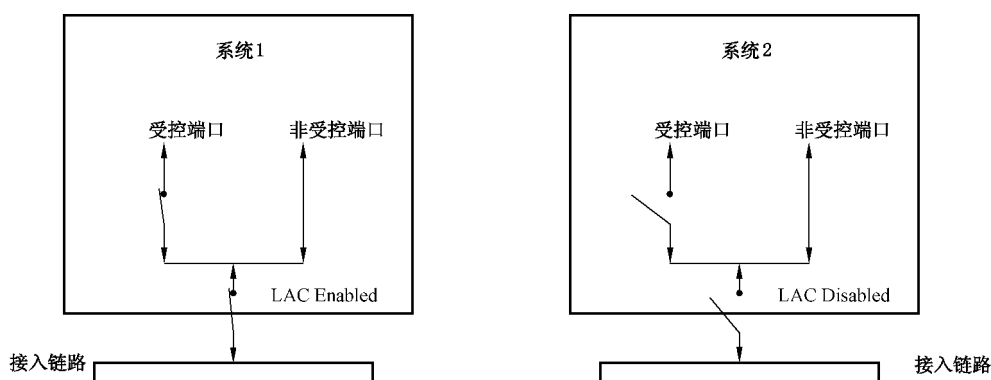 系统1
系统2
受控端口
非受控端口
受控端口
非受控端口
LAC Enabled
LAC Disabled
接入链路
接入链路